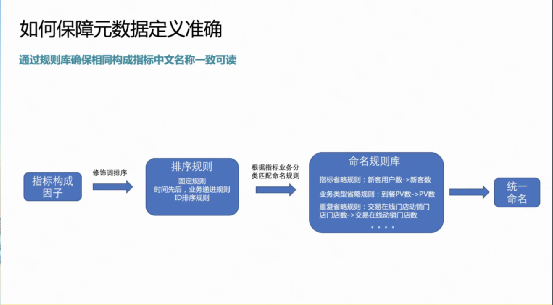 如何保障元数据定义准确
通过规则库确保相同构成指标中文名称一致可读
指标构成
因子
修饰词排序
排序规则
固定规则
时间先后，业务递进规则
ID排序规则
根据指标业务分
类匹配命名规则
命名规则库
指标省略规则：新客用户数->新客数
业务类型省略规则：到餐PV数->PV数
重复省略规则：交易在线门店动销门
店门店数->交易在线动销门店数
• • • •
统一
命名